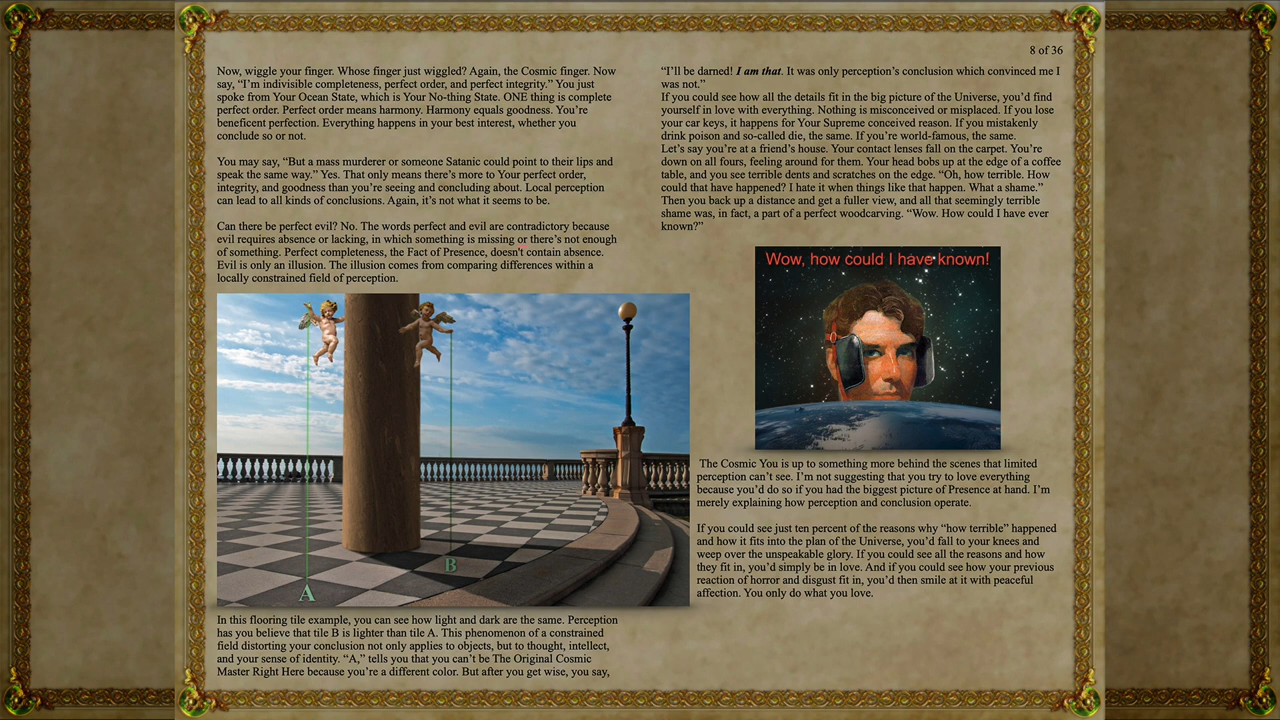 8 of 36
Now, wiggle your finger. Whose finger just wiggled? Again, the Cosmic finger. Now
say, “I’m indivisible completeness, perfect order, and perfect integrity.” You just
spoke from Your Ocean State, which is Your No-thing State. ONE thing is complete
perfect order. Perfect order means harmony. Harmony equals goodness. You’re
beneficent perfection. Everything happens in your best interest, whether you
conclude so or not.
You may say, “But a mass murderer or someone Satanic could point to their lips and
speak the same way.” Yes. That only means there’s more to Your perfect order,
integrity, and goodness than you’re seeing and concluding about. Local perception
can lead to all kinds of conclusions. Again, it’s not what it seems to be.
Can there be perfect evil? No. The words perfect and evil are contradictory because
evil requires absence or lacking, in which something is missing or there’s not enough
of something. Perfect completeness, the Fact of Presence, doesn’t contain absence.
Evil is only an illusion. The illusion comes from comparing differences within a
locally constrained field of perception.
A
B
In this flooring tile example, you can see how light and dark are the same. Perception
has you believe that tile B is lighter than tile A. This phenomenon of a constrained
field distorting your conclusion not only applies to objects, but to thought, intellect,
and your sense of identity. “A,” tells you that you can’t be The Original Cosmic
Master Right Here because you’re a different color. But after you get wise, you say,
“I’ll be darned! I am that. It was only perception’s conclusion which convinced me I
was not.”
If you could see how all the details fit in the big picture of the Universe, you’d find
yourself in love with everything. Nothing is misconceived or misplaced. If you lose
your car keys, it happens for Your Supreme conceived reason. If you mistakenly
drink poison and so-called die, the same. If you’re world-famous, the same.
Let’s say you’re at a friend’s house. Your contact lenses fall on the carpet. You’re
down on all fours, feeling around for them. Your head bobs up at the edge of a coffee
table, and you see terrible dents and scratches on the edge. “Oh, how terrible. How
could that have happened? I hate it when things like that happen. What a shame.”
Then you back up a distance and get a fuller view, and all that seemingly terrible
shame was, in fact, a part of a perfect woodcarving. “Wow. How could I have ever
known?”
Wow, how could I have known!
The Cosmic You is up to something more behind the scenes that limited
perception can’t see. I’m not suggesting that you try to love everything
because you’d do so if you had the biggest picture of Presence at hand. I’m
merely explaining how perception and conclusion operate.
If you could see just ten percent of the reasons why “how terrible” happened
and how it fits into the plan of the Universe, you’d fall to your knees and
weep over the unspeakable glory. If you could see all the reasons and how
they fit in, you’d simply be in love. And if you could see how your previous
reaction of horror and disgust fit in, you’d then smile at it with peaceful
affection. You only do what you love.